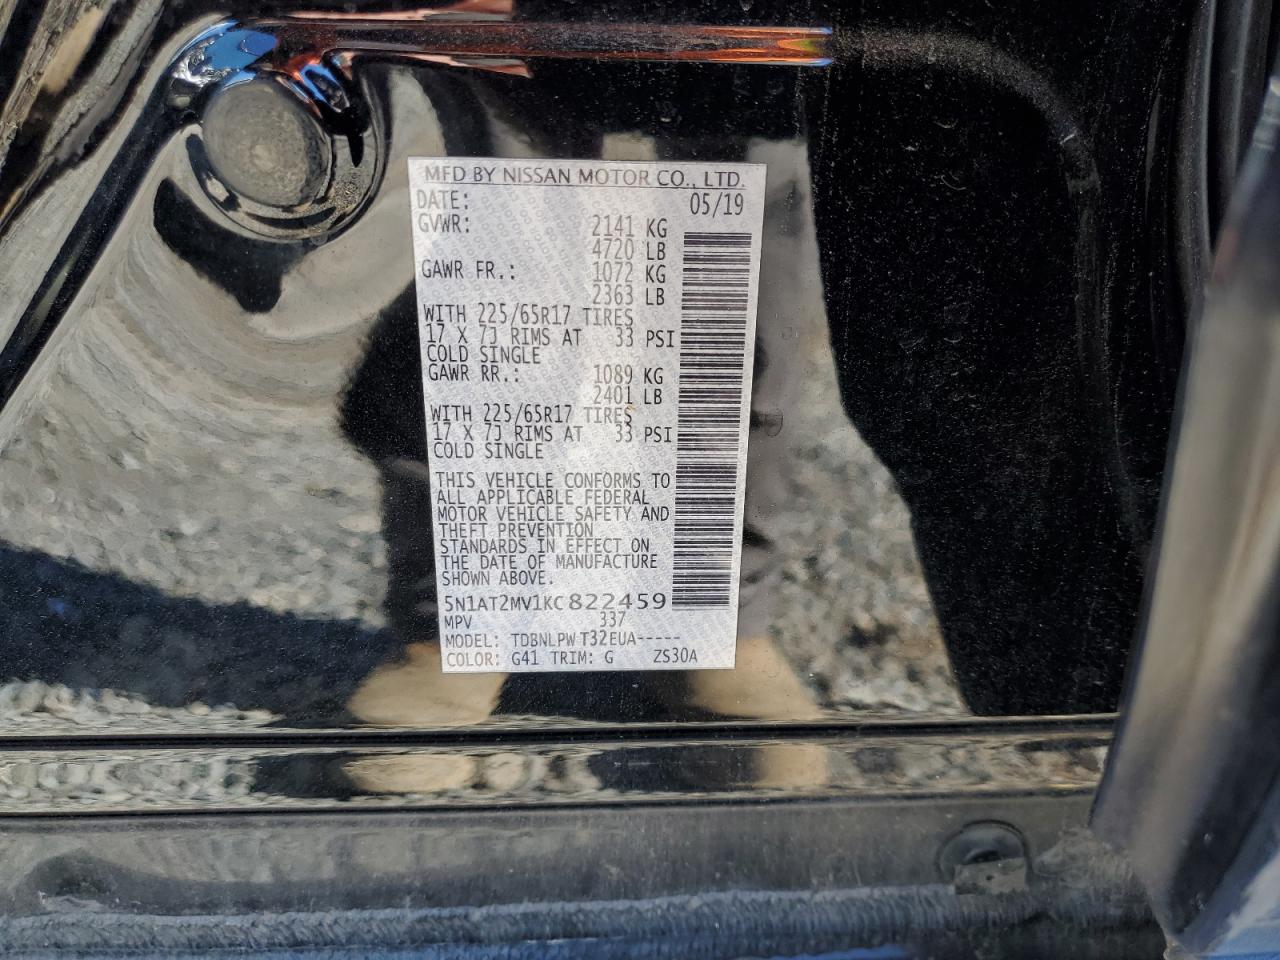 MFD BY NISSAN MOTOR CO., LTD.
DATE: 05/19
GVWR: 2141 KG
4720 LB
GAWR FR.: 1072 KG
2363 LB
WITH 225/65R17 TIRES
17 X 7J RIMS AT 33 PSI
COLD SINGLE
GAWR RR.: 1089 KG
2401 LB
WITH 225/65R17 TIRES
17 X 7J RIMS AT 33 PSI
COLD SINGLE
THIS VEHICLE CONFORMS TO
ALL APPLICABLE FEDERAL
MOTOR VEHICLE SAFETY AND
THEFT PREVENTION
STANDARDS IN EFFECT ON
THE DATE OF MANUFACTURE
SHOWN ABOVE.
5N1AT2MV1KC822459
MPV 337
MODEL: TDBNLPW T32EUA-----
COLOR: G41 TRIM: G ZS30A